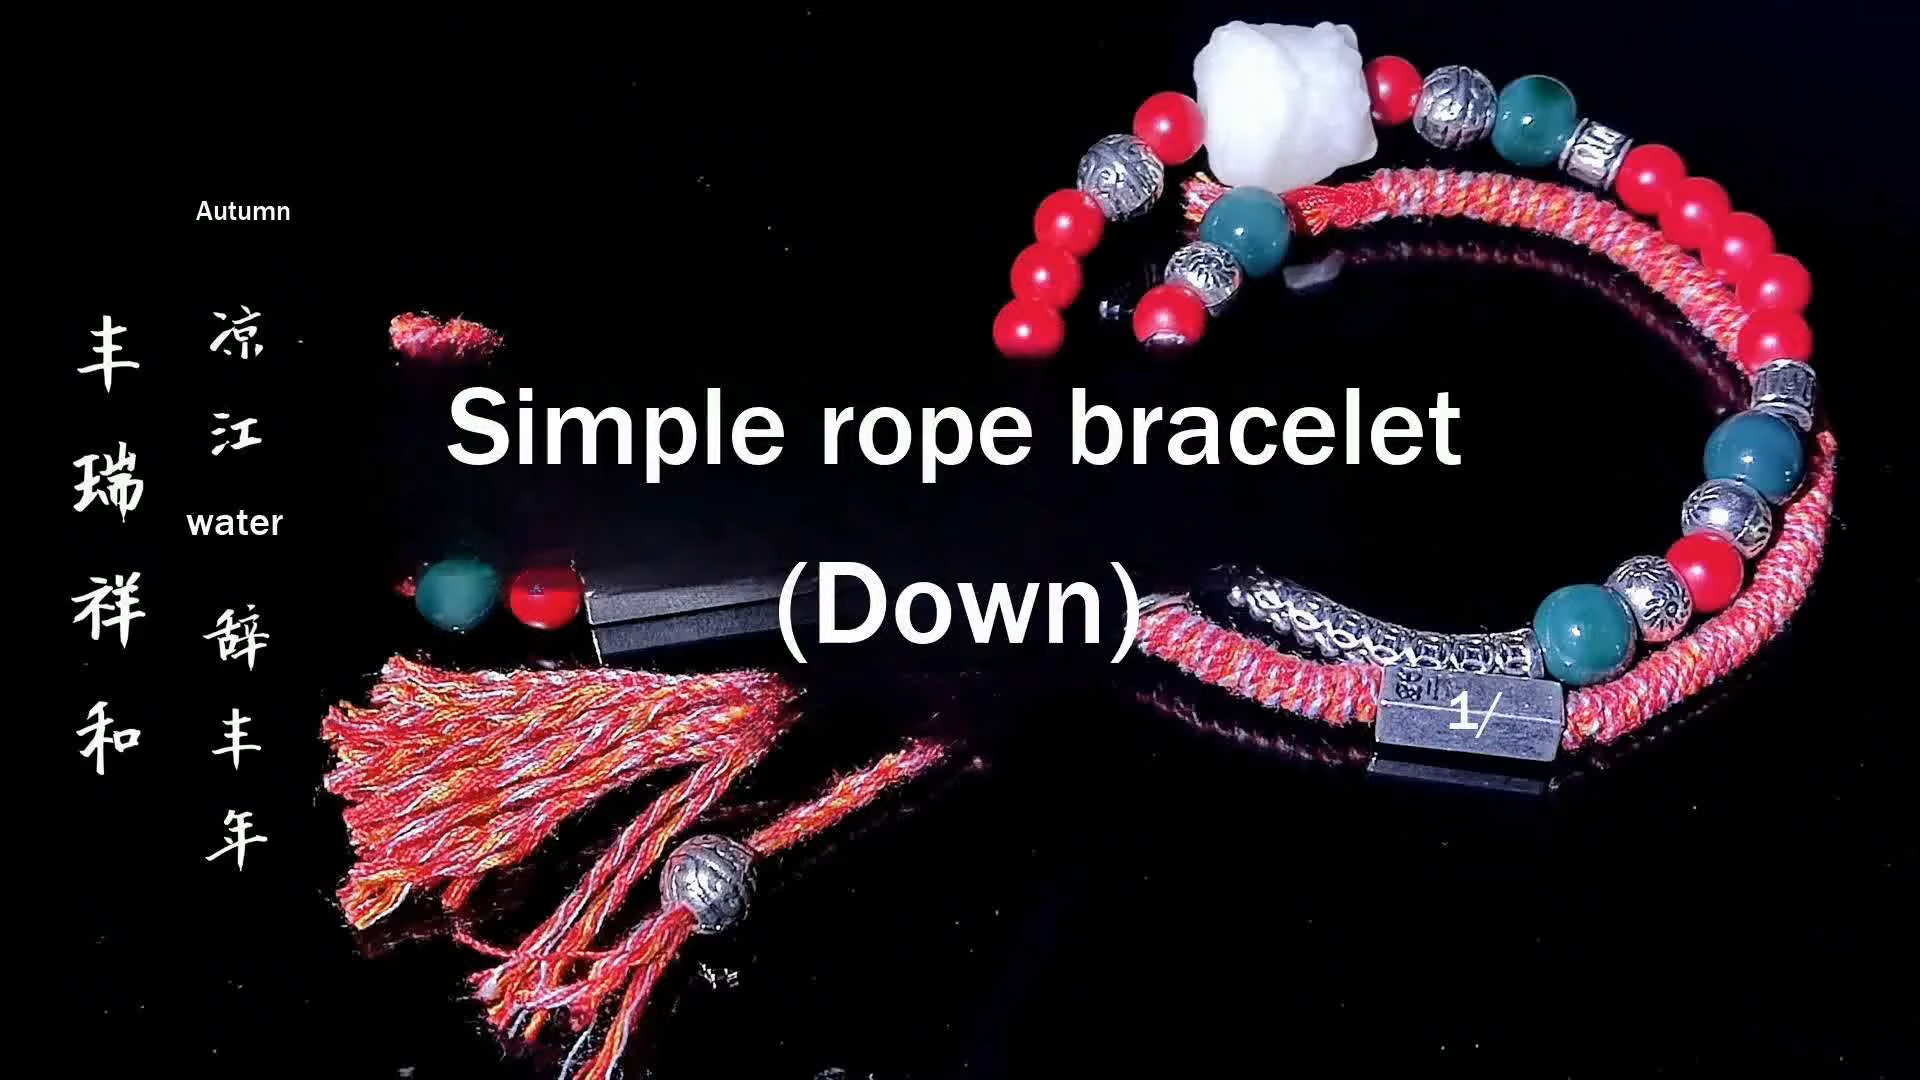 Autumn
凉
江
water
辞
丰
年
丰
瑞
祥
和
Simple rope bracelet
(Down)
1/